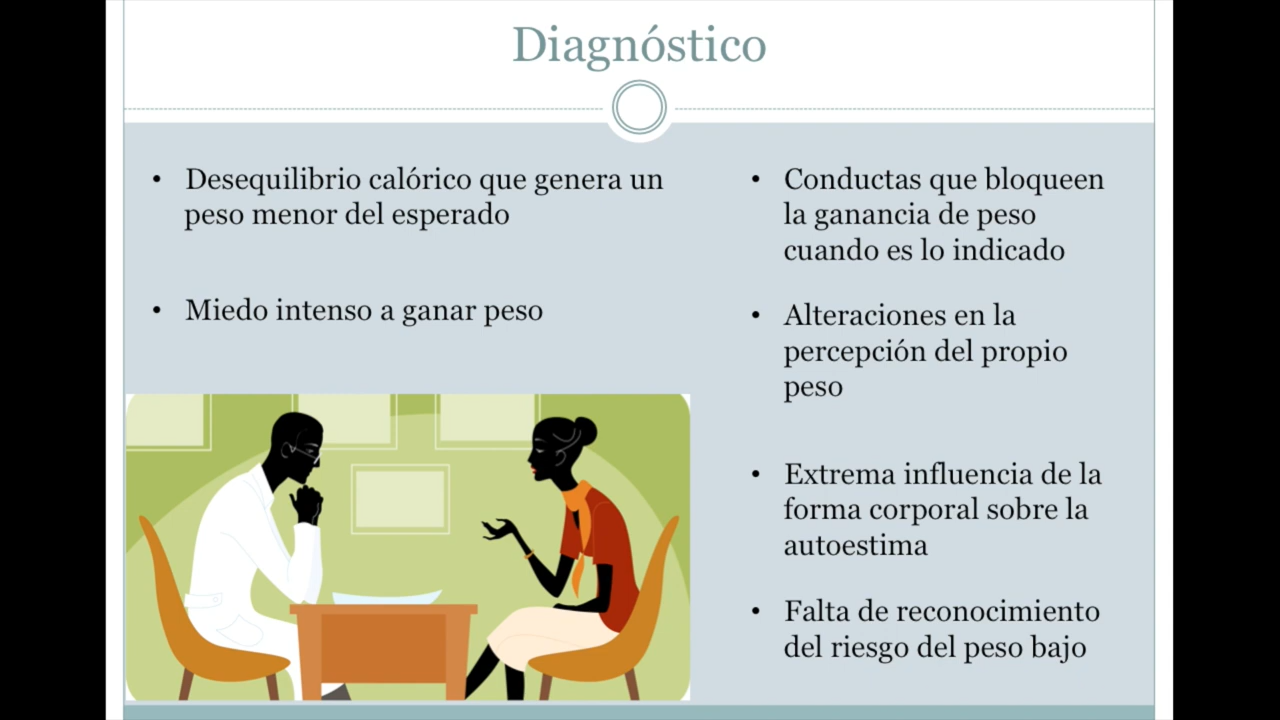 Diagnóstico
• Desequilibrio calórico que genera un
peso menor del esperado
• Miedo intenso a ganar peso
• Conductas que bloqueen
la ganancia de peso
cuando es lo indicado
• Alteraciones en la
percepción del propio
peso
• Extrema influencia de la
forma corporal sobre la
autoestima
• Falta de reconocimiento
del riesgo del peso bajo